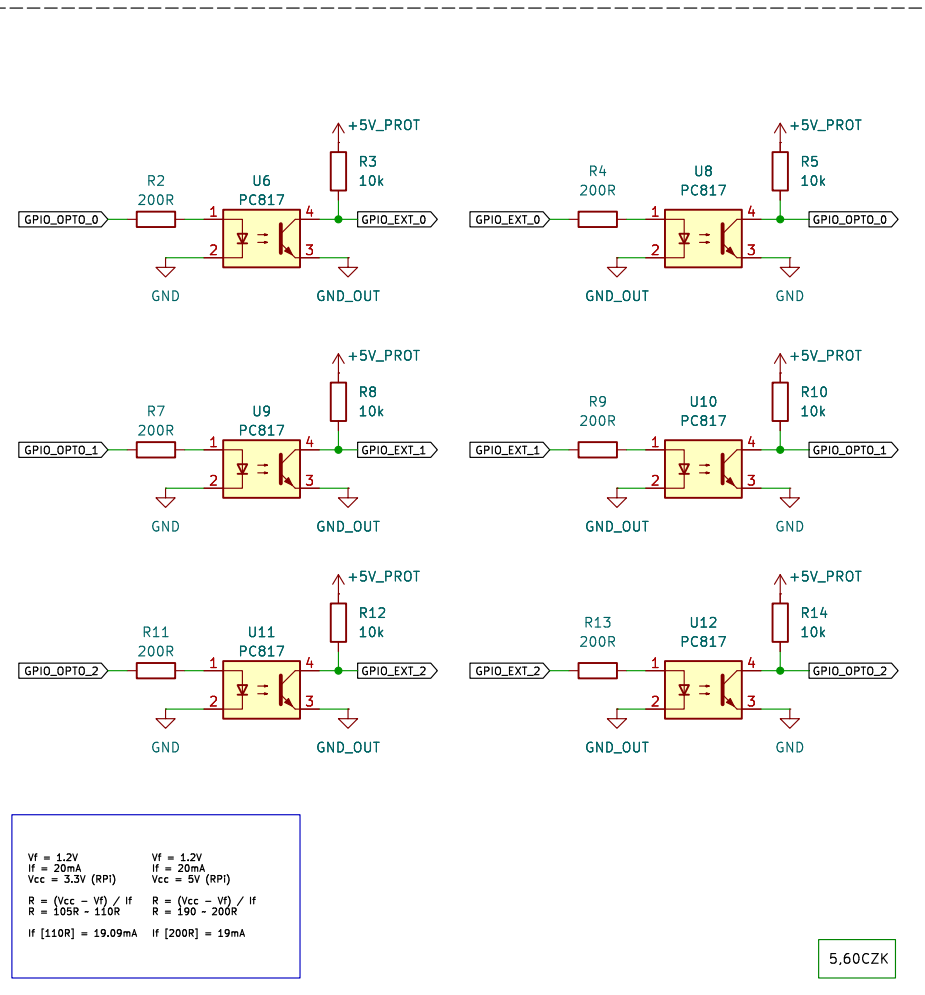 +5V_PROT
R3
10k
R2
200R
U6
PC817
GPIO_OPTO_0
1
2
4
3
GPIO_EXT_0
GND
GND_OUT
+5V_PROT
R5
10k
R4
200R
U8
PC817
GPIO_EXT_0
1
2
4
3
GPIO_OPTO_0
GND_OUT
GND
+5V_PROT
R8
10k
R7
200R
U9
PC817
GPIO_OPTO_1
1
2
4
3
GPIO_EXT_1
GND
GND_OUT
+5V_PROT
R10
10k
R9
200R
U10
PC817
GPIO_EXT_1
1
2
4
3
GPIO_OPTO_1
GND_OUT
GND
+5V_PROT
R12
10k
R11
200R
U11
PC817
GPIO_OPTO_2
1
2
4
3
GPIO_EXT_2
GND
GND_OUT
+5V_PROT
R14
10k
R13
200R
U12
PC817
GPIO_EXT_2
1
2
4
3
GPIO_OPTO_2
GND_OUT
GND
Vf = 1.2V
If = 20mA
Vcc = 3.3V (RPi)
R = (Vcc - Vf) / If
R = 105R ~ 110R
If [110R] = 19.09mA
Vf = 1.2V
If = 20mA
Vcc = 5V (RPi)
R = (Vcc - Vf) / If
R = 190 ~ 200R
If [200R] = 19mA
5,60CZK